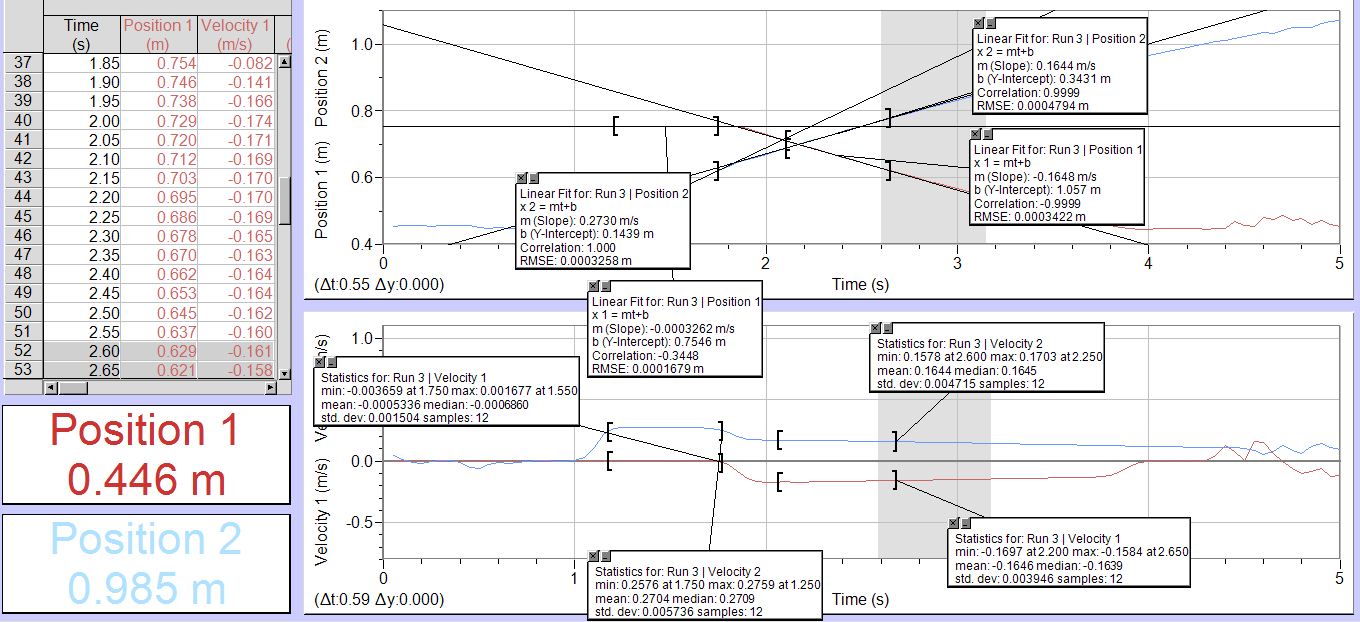 Time Position 1 Velocity 1
(s) (m) (m/s) (
37 1.85 0.754 -0.082
38 1.90 0.746 -0.141
39 1.95 0.738 -0.166
40 2.00 0.729 -0.174
41 2.05 0.720 -0.171
42 2.10 0.712 -0.169
43 2.15 0.703 -0.170
44 2.20 0.695 -0.170
45 2.25 0.686 -0.169
46 2.30 0.678 -0.165
47 2.35 0.670 -0.163
48 2.40 0.662 -0.164
49 2.45 0.653 -0.164
50 2.50 0.645 -0.162
51 2.55 0.637 -0.160
52 2.60 0.629 -0.161
53 2.65 0.621 -0.158
Position 1
0.446 m
Position 2
0.985 m
Position 1 (m) Position 2 (m)
1.0
0.8
0.6
0.4
0 2 3 4 5
(Δt:0.55 Δy:0.000) Time (s)
Linear Fit for: Run 3 | Position 2
x 2 = mt+b
m (Slope): 0.1644 m/s
b (Y-Intercept): 0.3431 m
Correlation: 0.9999
RMSE: 0.0004794 m
Linear Fit for: Run 3 | Position 1
x 1 = mt+b
m (Slope): -0.1648 m/s
b (Y-Intercept): 1.057 m
Correlation: -0.9999
RMSE: 0.0003422 m
Linear Fit for: Run 3 | Position 2
x 2 = mt+b
m (Slope): 0.2730 m/s
b (Y-Intercept): 0.1439 m
Correlation: 1.000
RMSE: 0.0003258 m
Linear Fit for: Run 3 | Position 1
x 1 = mt+b
m (Slope): -0.0003262 m/s
b (Y-Intercept): 0.7546 m
Correlation: -0.3448
RMSE: 0.0001679 m
Velocity 1 (m/s) Ve n/s)
1.0
0.0
-0.5
0 1 5
(Δt:0.59 Δy:0.000) Time (s)
Statistics for: Run 3 | Velocity 1
min: -0.003659 at 1.750 max: 0.001677 at 1.550
mean: -0.0005336 median: -0.0006860
std. dev: 0.001504 samples: 12
Statistics for: Run 3 | Velocity 2
min: 0.1578 at 2.600 max: 0.1703 at 2.250
mean: 0.1644 median: 0.1645
std. dev: 0.004715 samples: 12
Statistics for: Run 3 | Velocity 1
min: -0.1697 at 2.200 max: -0.1584 at 2.650
mean: -0.1646 median: -0.1639
std. dev: 0.003946 samples: 12
Statistics for: Run 3 | Velocity 2
min: 0.2576 at 1.750 max: 0.2759 at 1.250
mean: 0.2704 median: 0.2709
std. dev: 0.005736 samples: 12